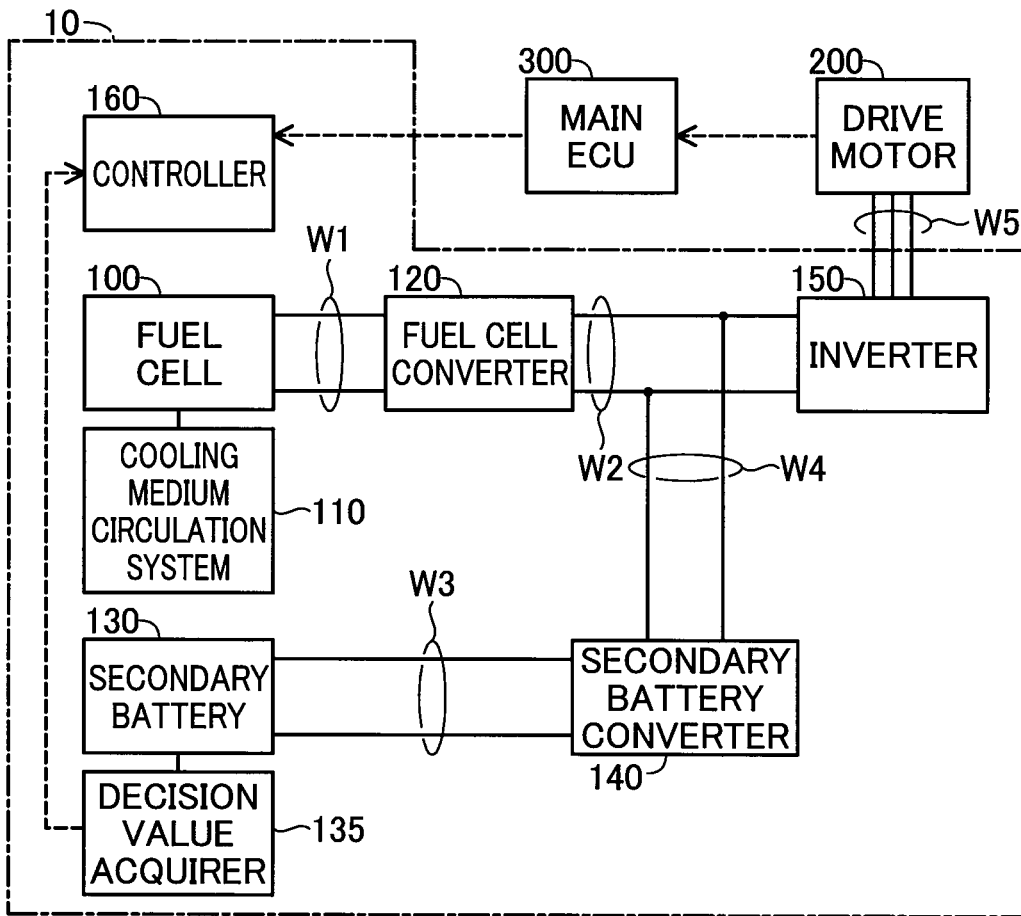 10
300
200
160
MAIN
ECU
DRIVE
MOTOR
CONTROLLER
W5
W1
100
120
150
FUEL
CELL
FUEL CELL
CONVERTER
INVERTER
W2
W4
COOLING
MEDIUM
CIRCULATION
SYSTEM
110
W3
130
SECONDARY
BATTERY
SECONDARY
BATTERY
CONVERTER
140
DECISION
VALUE
ACQUIRER
135